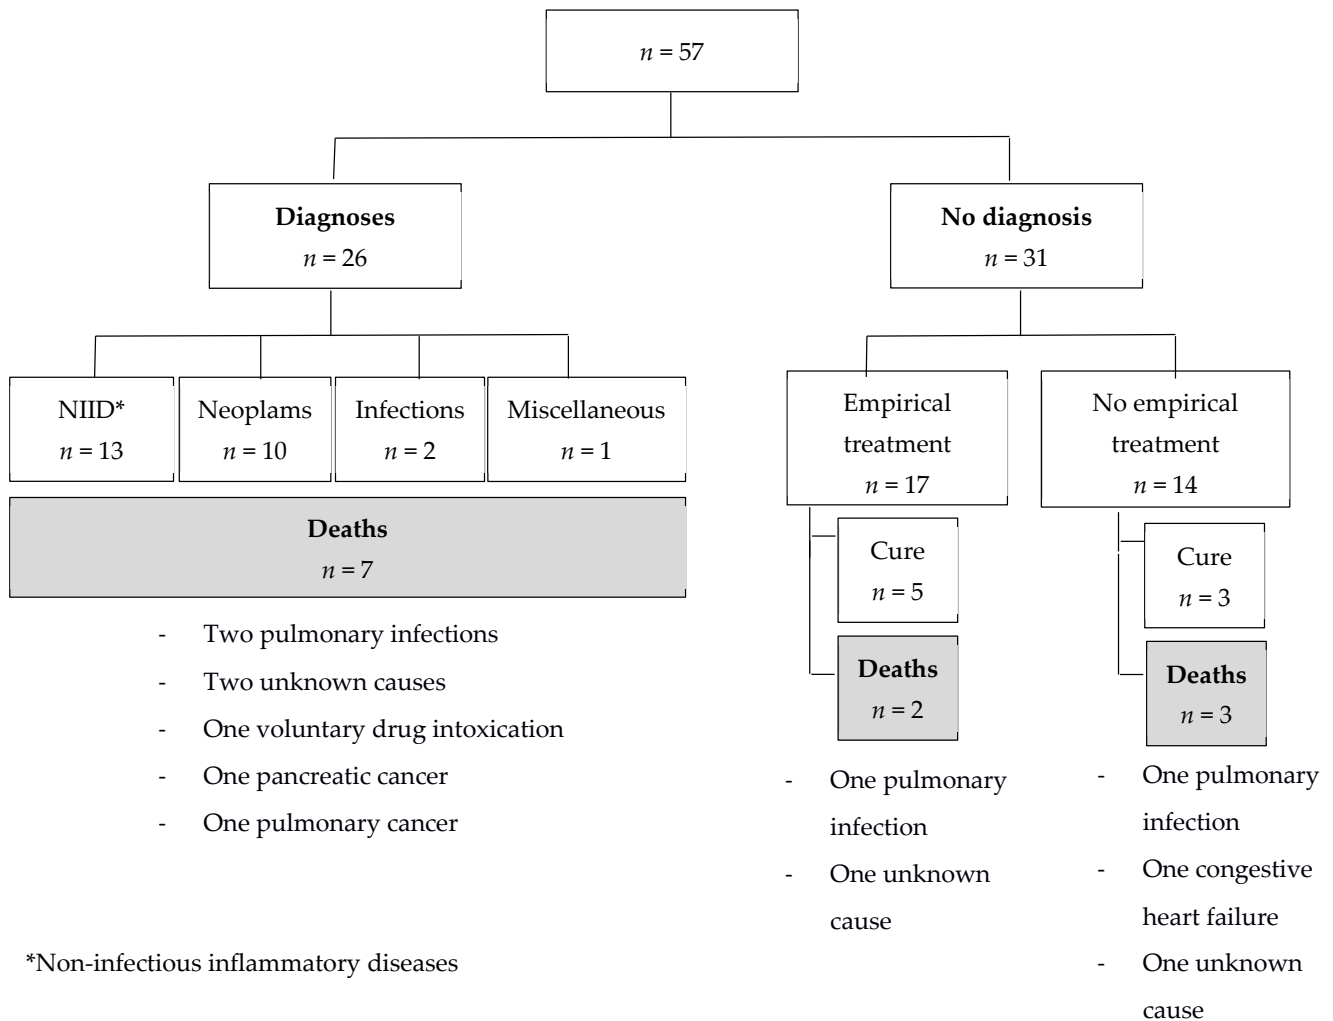 n = 57
Diagnoses
n = 26
No diagnosis
n = 31
NIID*
n = 13
Neoplams
n = 10
Infections
n = 2
Miscellaneous
n = 1
Deaths
n = 7
- Two pulmonary infections
- Two unknown causes
- One voluntary drug intoxication
- One pancreatic cancer
- One pulmonary cancer
Empirical
treatment
n = 17
Cure
n = 5
Deaths
n = 2
- One pulmonary
infection
- One unknown
cause
No empirical
treatment
n = 14
Cure
n = 3
Deaths
n = 3
- One pulmonary
infection
- One congestive
heart failure
- One unknown
cause
*Non-infectious inflammatory diseases